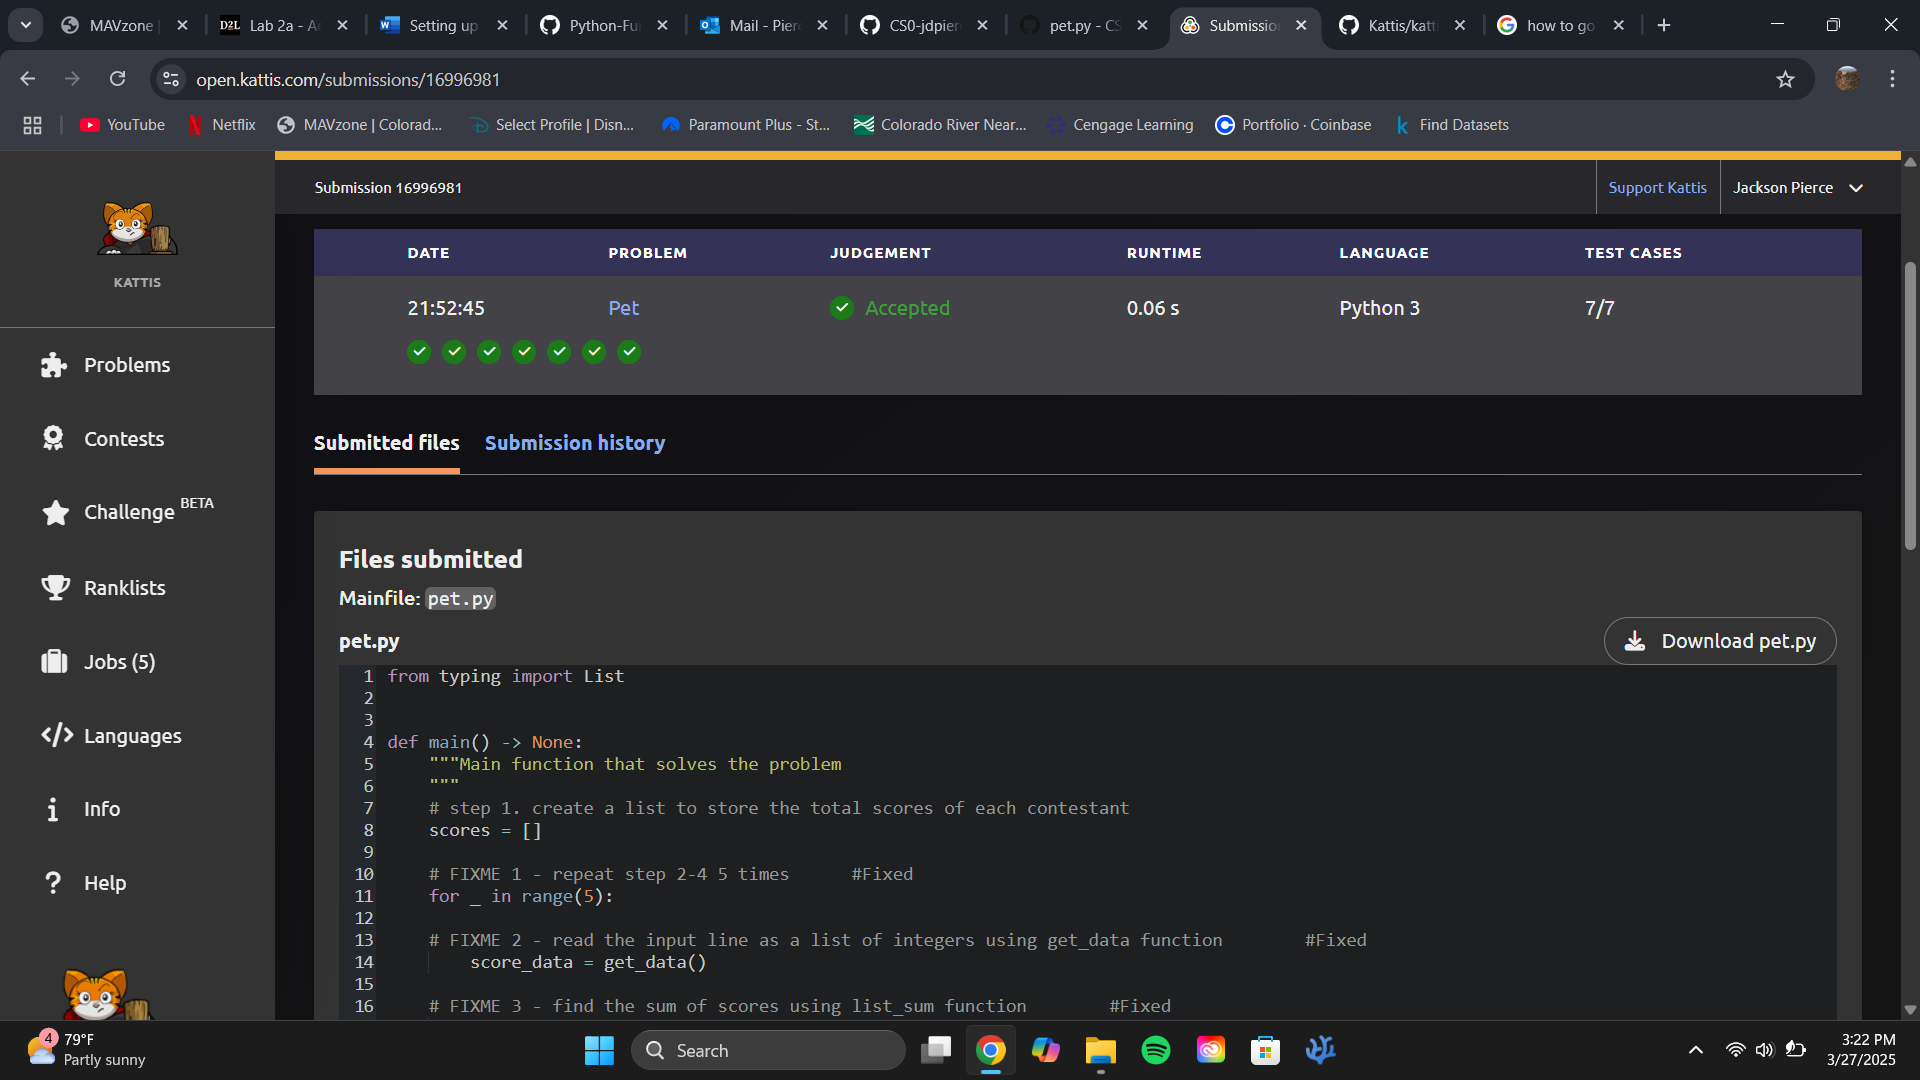 MAVzone
D2L Lab 2a - A
Setting up
Python-Fu
Mail - Pier
CS0-jdpier
pet.py - CS
Submissio
Kattis/katt
how to go
open.kattis.com/submissions/16996981
YouTube
Netflix
MAVzone | Colorad...
Select Profile | Disn...
Paramount Plus - St...
Colorado River Near...
Cengage Learning
Portfolio · Coinbase
Find Datasets
KATTIS
Problems
Contests
Challenge BETA
Ranklists
Jobs (5)
Languages
Info
Help
Submission 16996981
Support Kattis
Jackson Pierce
DATE PROBLEM JUDGEMENT RUNTIME LANGUAGE TEST CASES
21:52:45 Pet Accepted 0.06 s Python 3 7/7
Submitted files Submission history
Files submitted
Mainfile: pet.py
pet.py
Download pet.py
1 from typing import List
2
3
4 def main() -> None:
5 """Main function that solves the problem
6 """
7 # step 1. create a list to store the total scores of each contestant
8 scores = []
9
10 # FIXME 1 - repeat step 2-4 5 times #Fixed
11 for _ in range(5):
12
13 # FIXME 2 - read the input line as a list of integers using get_data function #Fixed
14 score_data = get_data()
15
16 # FIXME 3 - find the sum of scores using list_sum function #Fixed
4
79°F
Partly sunny
Search
3:22 PM
3/27/2025